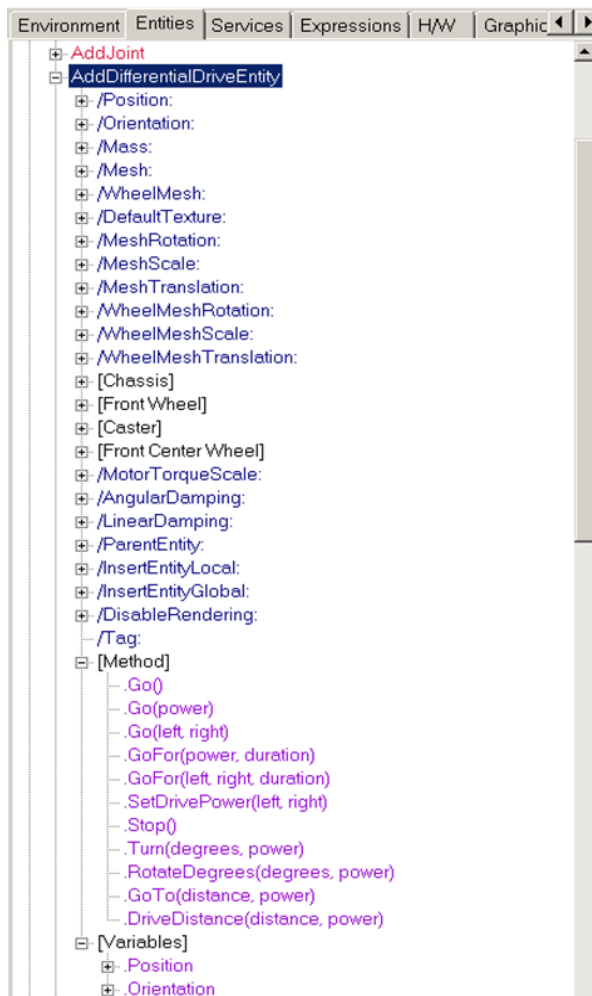 Environment Entities Services Expressions H/W Graphic
AddJoint
AddDifferentialDriveEntity
/Position:
/Orientation:
/Mass:
/Mesh:
/WheelMesh:
/DefaultTexture:
/MeshRotation:
/MeshScale:
/MeshTranslation:
/WheelMeshRotation:
/WheelMeshScale:
/WheelMeshTranslation:
[Chassis]
[Front Wheel]
[Caster]
[Front Center Wheel]
/MotorTorqueScale:
/AngularDamping:
/LinearDamping:
/ParentEntity:
/InsertEntityLocal:
/InsertEntityGlobal:
/DisableRendering:
/Tag:
[Method]
.Go()
.Go(power)
.Go(left, right)
.GoFor(power, duration)
.GoFor(left, right, duration)
.SetDrivePower(left, right)
.Stop()
.Turn(degrees, power)
.RotateDegrees(degrees, power)
.GoTo(distance, power)
.DriveDistance(distance, power)
[Variables]
.Position
.Orientation